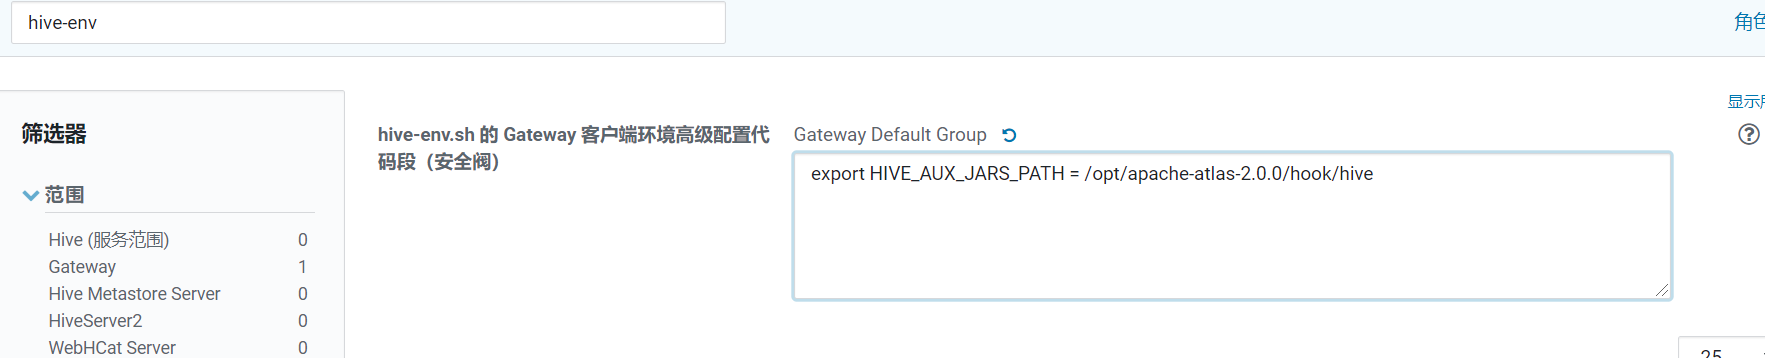 hive-env
角色
显示所
筛选器
hive-env.sh 的 Gateway 客户端环境高级配置代
码段（安全阀）
Gateway Default Group
export HIVE_AUX_JARS_PATH = /opt/apache-atlas-2.0.0/hook/hive
范围
Hive (服务范围) 0
Gateway 1
Hive Metastore Server 0
HiveServer2 0
WebHCat Server 0
25